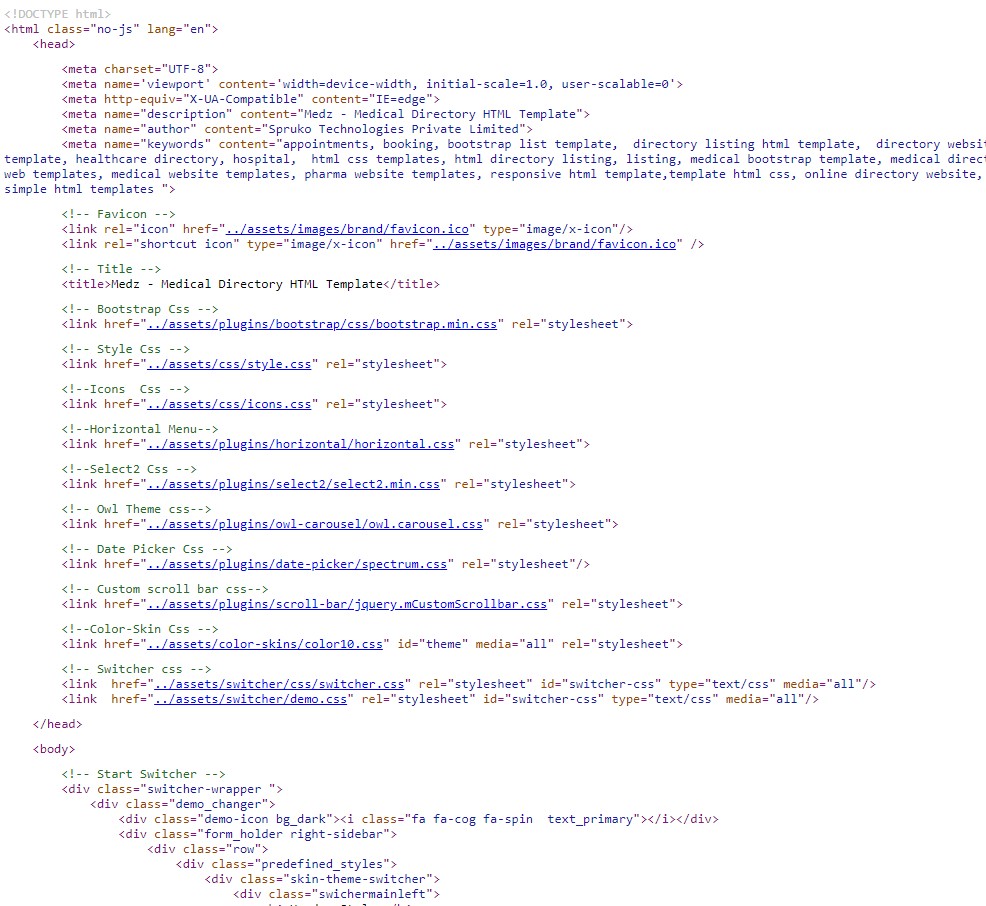 <!DOCTYPE html>
<html class="no-js" lang="en">
<head>
<meta charset="UTF-8">
<meta name='viewport' content='width=device-width, initial-scale=1.0, user-scalable=0'>
<meta http-equiv="X-UA-Compatible" content="IE=edge">
<meta name="description" content="Medz - Medical Directory HTML Template">
<meta name="author" content="Spruko Technologies Private Limited">
<meta name="keywords" content="appointments, booking, bootstrap list template,  directory listing html template,  directory websit
template, healthcare directory, hospital,  html css templates, html directory listing, listing, medical bootstrap template, medical direct
web templates, medical website templates, pharma website templates, responsive html template,template html css, online directory website,
simple html templates ">
<!-- Favicon -->
<link rel="icon" href="../assets/images/brand/favicon.ico" type="image/x-icon"/>
<link rel="shortcut icon" type="image/x-icon" href="../assets/images/brand/favicon.ico" />
<!-- Title -->
<title>Medz - Medical Directory HTML Template</title>
<!-- Bootstrap Css -->
<link href="../assets/plugins/bootstrap/css/bootstrap.min.css" rel="stylesheet">
<!-- Style Css -->
<link href="../assets/css/style.css" rel="stylesheet">
<!--Icons  Css -->
<link href="../assets/css/icons.css" rel="stylesheet">
<!--Horizontal Menu-->
<link href="../assets/plugins/horizontal/horizontal.css" rel="stylesheet">
<!--Select2 Css -->
<link href="../assets/plugins/select2/select2.min.css" rel="stylesheet">
<!-- Owl Theme css-->
<link href="../assets/plugins/owl-carousel/owl.carousel.css" rel="stylesheet">
<!-- Date Picker Css -->
<link href="../assets/plugins/date-picker/spectrum.css" rel="stylesheet"/>
<!-- Custom scroll bar css-->
<link href="../assets/plugins/scroll-bar/jquery.mCustomScrollbar.css" rel="stylesheet">
<!--Color-Skin Css -->
<link href="../assets/color-skins/color10.css" id="theme" media="all" rel="stylesheet">
<!-- Switcher css -->
<link  href="../assets/switcher/css/switcher.css" rel="stylesheet" id="switcher-css" type="text/css" media="all"/>
<link  href="../assets/switcher/demo.css" rel="stylesheet" id="switcher-css" type="text/css" media="all"/>
</head>
<body>
<!-- Start Switcher -->
<div class="switcher-wrapper ">
<div class="demo_changer">
<div class="demo-icon bg_dark"><i class="fa fa-cog fa-spin  text_primary"></i></div>
<div class="form_holder right-sidebar">
<div class="row">
<div class="predefined_styles">
<div class="skin-theme-switcher">
<div class="swichermainleft">